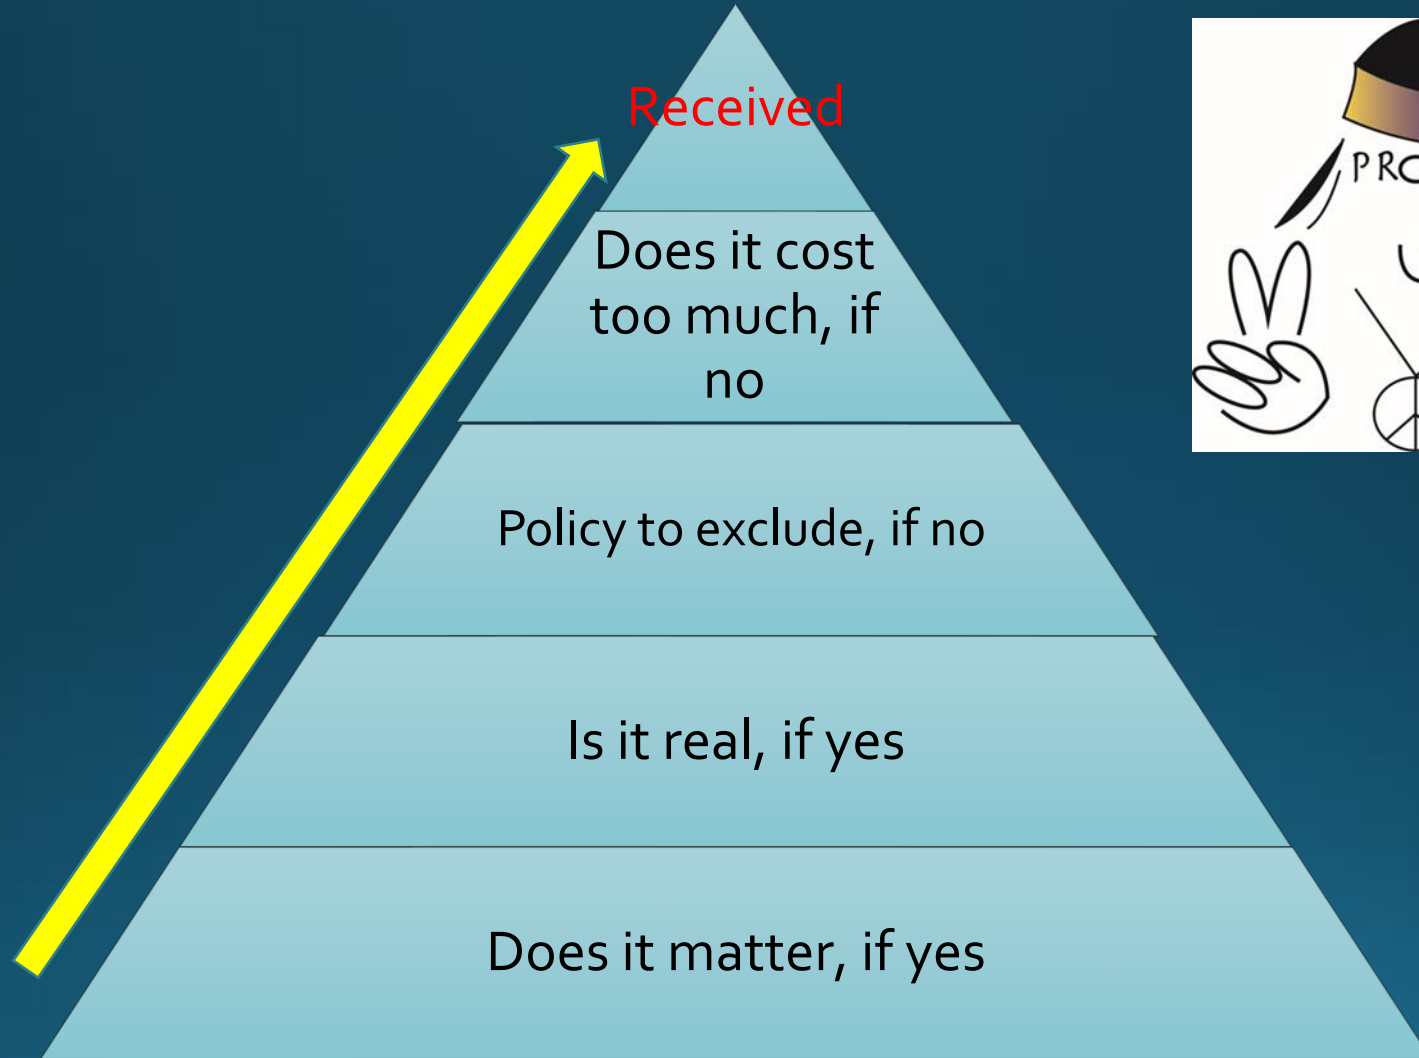 Received
Does it cost
too much, if
no
Policy to exclude, if no
Is it real, if yes
Does it matter, if yes